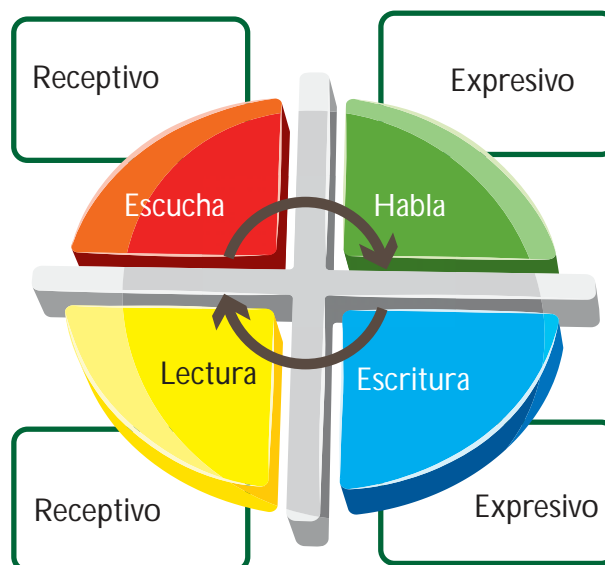 Receptivo
Expresivo
Escucha
Habla
Lectura
Escritura
Receptivo
Expresivo